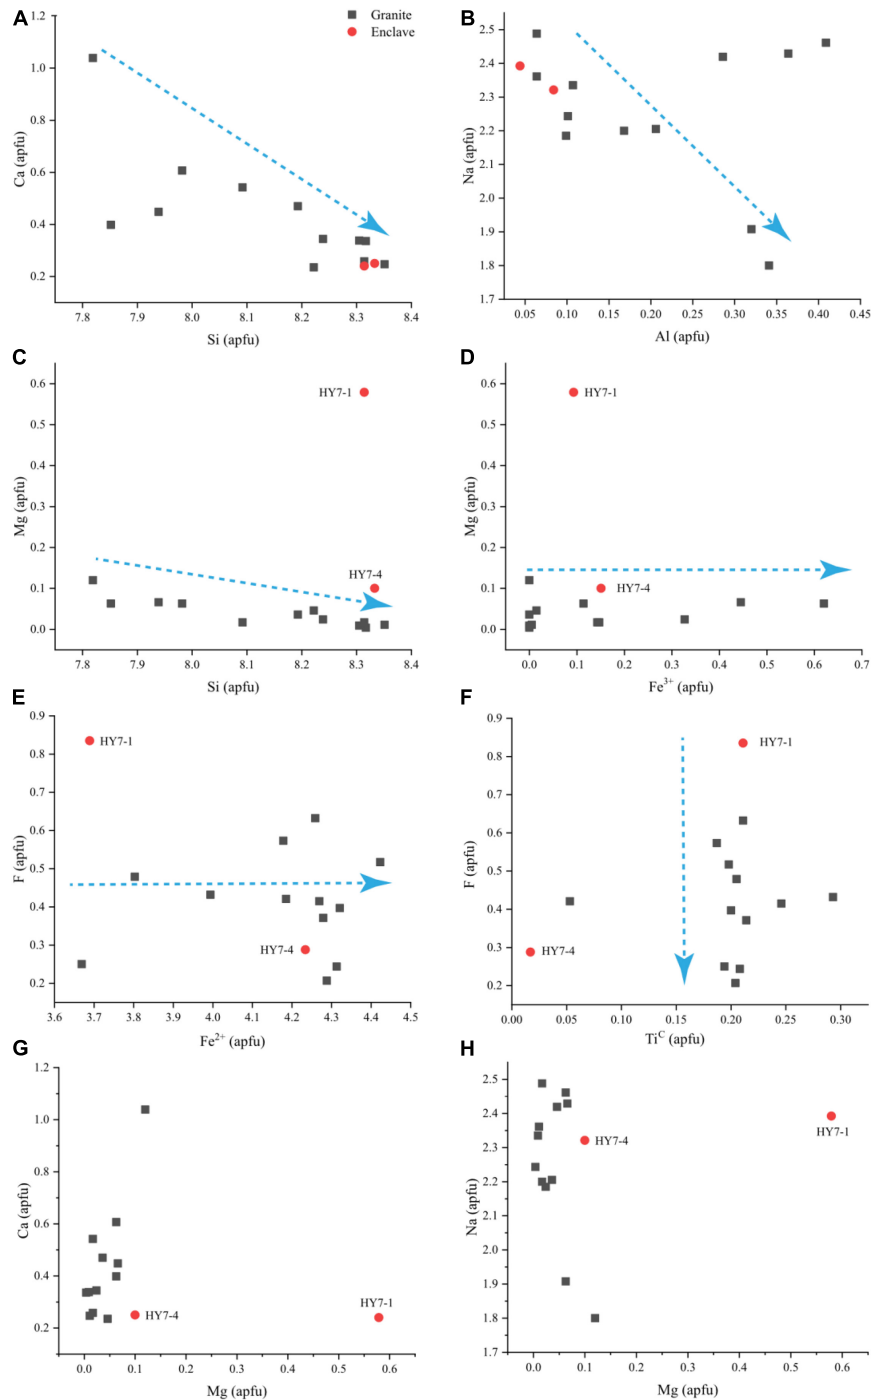 A
Granite
Enclave
1.2
1.0
0.8
0.6
0.4
0.2
Ca (apfu)
7.8 7.9 8.0 8.1 8.2 8.3 8.4
Si (apfu)
B
2.5
2.4
2.3
2.2
2.1
2.0
1.9
1.8
1.7
Na (apfu)
0.05 0.10 0.15 0.20 0.25 0.30 0.35 0.40 0.45
Al (apfu)
C
0.6
0.5
0.4
0.3
0.2
0.1
0.0
Mg (apfu)
HY7-1
HY7-4
7.8 7.9 8.0 8.1 8.2 8.3 8.4
Si (apfu)
D
0.6
0.5
0.4
0.3
0.2
0.1
0.0
Mg (apfu)
HY7-1
HY7-4
0.0 0.1 0.2 0.3 0.4 0.5 0.6 0.7
Fe³⁺ (apfu)
E
0.9
0.8
0.7
0.6
0.5
0.4
0.3
0.2
F (apfu)
HY7-1
HY7-4
3.6 3.7 3.8 3.9 4.0 4.1 4.2 4.3 4.4 4.5
Fe²⁺ (apfu)
F
0.9
0.8
0.7
0.6
0.5
0.4
0.3
0.2
F (apfu)
HY7-1
HY7-4
0.00 0.05 0.10 0.15 0.20 0.25 0.30
Tiᶜ (apfu)
G
1.2
1.0
0.8
0.6
0.4
0.2
Ca (apfu)
HY7-4
HY7-1
0.0 0.1 0.2 0.3 0.4 0.5 0.6
Mg (apfu)
H
2.5
2.4
2.3
2.2
2.1
2.0
1.9
1.8
1.7
Na (apfu)
HY7-4
HY7-1
0.0 0.1 0.2 0.3 0.4 0.5 0.6
Mg (apfu)